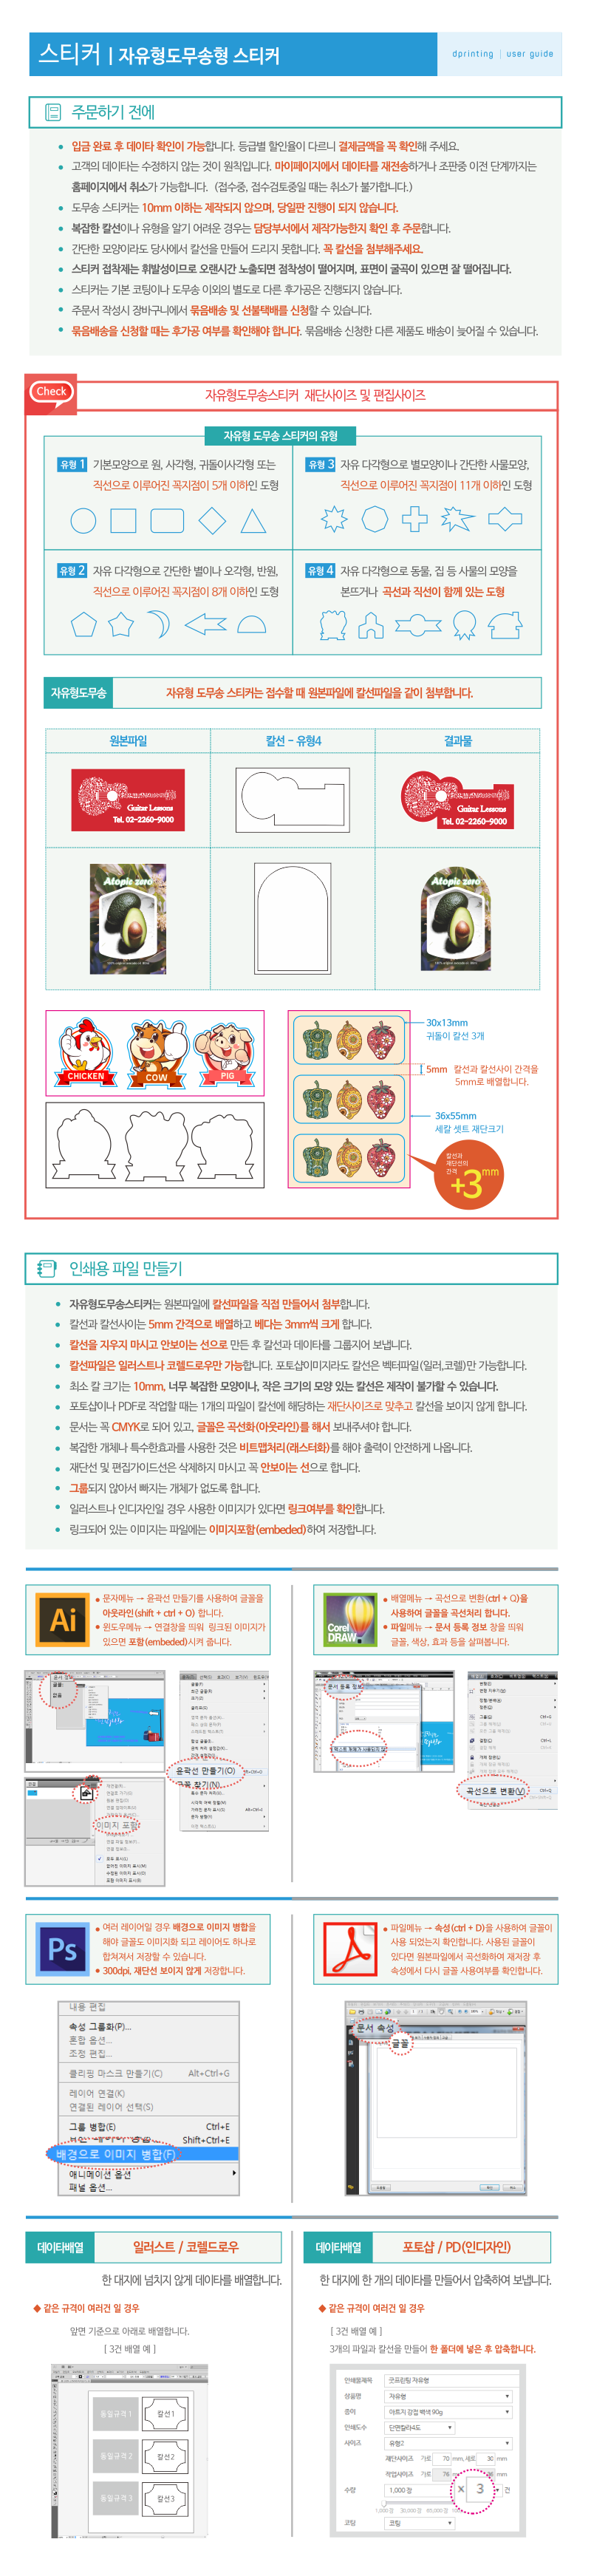 스티커 | 자유형도무송형 스티커
dprinting | user guide
주문하기 전에
• 입금 완료 후 데이타 확인이 가능합니다. 등급별 할인율이 다르니 결제금액을 꼭 확인해 주세요.
• 고객의 데이타는 수정하지 않는 것이 원칙입니다. 마이페이지에서 데이타를 재전송하거나 조판중 이전 단계까지는
홈페이지에서 취소가 가능합니다. (접수중, 접수검토중일 때는 취소가 불가합니다.)
• 도무송 스티커는 10mm 이하는 제작되지 않으며, 당일판 진행이 되지 않습니다.
• 복잡한 칼선이나 유형을 알기 어려운 경우는 담당부서에서 제작가능한지 확인 후 주문합니다.
• 간단한 모양이라도 당사에서 칼선을 만들어 드리지 못합니다. 꼭 칼선을 첨부해주세요.
• 스티커 접착제는 휘발성이므로 오랜시간 노출되면 점착성이 떨어지며, 표면이 굴곡이 있으면 잘 떨어집니다.
• 스티커는 기본 코팅이나 도무송 이외의 별도로 다른 후가공은 진행되지 않습니다.
• 주문서 작성시 장바구니에서 묶음배송 및 선불택배를 신청할 수 있습니다.
• 묶음배송을 신청할 때는 후가공 여부를 확인해야 합니다. 묶음배송 신청한 다른 제품도 배송이 늦어질 수 있습니다.
Check
자유형도무송스티커 재단사이즈 및 편집사이즈
자유형 도무송 스티커의 유형
유형 1 기본모양으로 원, 사각형, 귀돌이사각형 또는
직선으로 이루어진 꼭지점이 5개 이하인 도형
유형 3 자유 다각형으로 별모양이나 간단한 사물모양,
직선으로 이루어진 꼭지점이 11개 이하인 도형
유형 2 자유 다각형으로 간단한 별이나 오각형, 반원,
직선으로 이루어진 꼭지점이 8개 이하인 도형
유형 4 자유 다각형으로 동물, 집 등 사물의 모양을
본뜨거나 곡선과 직선이 함께 있는 도형
자유형도무송
자유형 도무송 스티커는 접수할 때 원본파일에 칼선파일을 같이 첨부합니다.
원본파일
칼선 - 유형4
결과물
Guitar Lessons
Tel. 02-2260-9000
Guitar Lessons
Tel. 02-2260-9000
Atopie zero
Atopie zero
CHICKEN
COW
PIG
30x13mm
귀돌이 칼선 3개
5mm 칼선과 칼선사이 간격을
5mm로 배열합니다.
36x55mm
세칼 셋트 재단크기
칼선과
재단선의
간격
+3mm
인쇄용 파일 만들기
• 자유형도무송스티커는 원본파일에 칼선파일을 직접 만들어서 첨부합니다.
• 칼선과 칼선사이는 5mm 간격으로 배열하고 베다는 3mm씩 크게 합니다.
• 칼선을 지우지 마시고 안보이는 선으로 만든 후 칼선과 데이타를 그룹지어 보냅니다.
• 칼선파일은 일러스트나 코렐드로우만 가능합니다. 포토샵이미지라도 칼선은 벡터파일(일러,코렐)만 가능합니다.
• 최소 칼 크기는 10mm, 너무 복잡한 모양이나, 작은 크기의 모양 있는 칼선은 제작이 불가할 수 있습니다.
• 포토샵이나 PDF로 작업할 때는 1개의 파일이 칼선에 해당하는 재단사이즈로 맞추고 칼선을 보이지 않게 합니다.
• 문서는 꼭 CMYK로 되어 있고, 글꼴은 곡선화(아웃라인)를 해서 보내주셔야 합니다.
• 복잡한 개체나 특수한효과를 사용한 것은 비트맵처리(래스터화)를 해야 출력이 안전하게 나옵니다.
• 재단선 및 편집가이드선은 삭제하지 마시고 꼭 안보이는 선으로 합니다.
• 그룹되지 않아서 빠지는 개체가 없도록 합니다.
• 일러스트나 인디자인일 경우 사용한 이미지가 있다면 링크여부를 확인합니다.
• 링크되어 있는 이미지는 파일에는 이미지포함(embeded)하여 저장합니다.
Ai
• 문자메뉴 → 윤곽선 만들기를 사용하여 글꼴을
아웃라인(shift + ctrl + O) 합니다.
• 윈도우메뉴 → 연결창을 띄워 링크된 이미지가
있으면 포함(embeded)시켜 줍니다.
Corel
DRAW
• 배열메뉴 → 곡선으로 변환(ctrl + Q)을
사용하여 글꼴을 곡선처리 합니다.
• 파일메뉴 → 문서 등록 정보 창을 띄워
글꼴, 색상, 효과 등을 살펴봅니다.
윤곽선 만들기(O)
이미지 포함
문서 등록 정보
곡선으로 변환(V)
Ps
• 여러 레이어일 경우 배경으로 이미지 병합을
해야 글꼴도 이미지화 되고 레이어도 하나로
합쳐져서 저장할 수 있습니다.
• 300dpi, 재단선 보이지 않게 저장합니다.
• 파일메뉴 → 속성(ctrl + D)을 사용하여 글꼴이
사용 되었는지 확인합니다. 사용된 글꼴이
있다면 원본파일에서 곡선화하여 재저장 후
속성에서 다시 글꼴 사용여부를 확인합니다.
내용 편집
속성 그룹화(P)...
혼합 옵션...
조정 편집...
클리핑 마스크 만들기(C) Alt+Ctrl+G
레이어 연결(K)
연결된 레이어 선택(S)
그룹 병합(E) Ctrl+E
Shift+Ctrl+E
배경으로 이미지 병합(F)
애니메이션 옵션
패널 옵션...
문서 속성
글꼴
데이타배열
일러스트 / 코렐드로우
한 대지에 넘치지 않게 데이타를 배열합니다.
◆ 같은 규격이 여러건 일 경우
앞면 기준으로 아래로 배열합니다.
[ 3건 배열 예 ]
동일규격 1
칼선1
동일규격 2
칼선2
동일규격 3
칼선3
데이타배열
포토샵 / PD(인디자인)
한 대지에 한 개의 데이타를 만들어서 압축하여 보냅니다.
◆ 같은 규격이 여러건 일 경우
[ 3건 배열 예 ]
3개의 파일과 칼선을 만들어 한 폴더에 넣은 후 압축합니다.
인쇄물제목 굿프린팅 자유형
상품명 자유형
종이 아트지 강접 백색 90g
인쇄도수 단면칼라4도
사이즈 유형2
재단사이즈 가로 70 mm, 세로 30 mm
작업사이즈 가로 76
수량 1,000 장 x 3 건
코팅 코팅